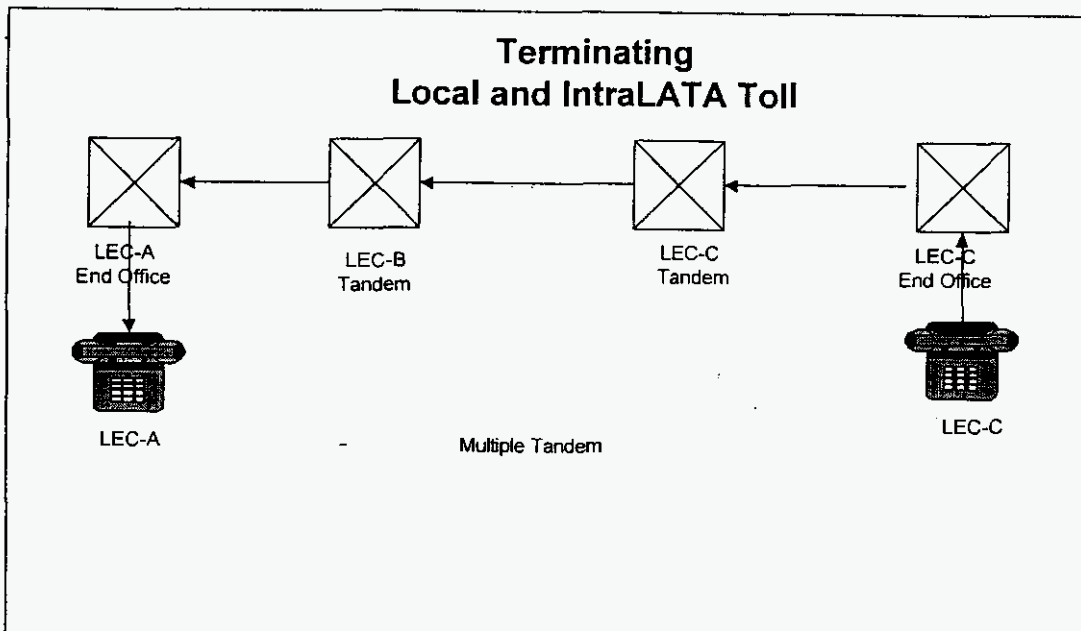 Terminating
Local and IntraLATA Toll
LEC-A
End Office
LEC-B
Tandem
LEC-C
Tandem
LEC-C
End Office
LEC-A
LEC-C
Multiple Tandem